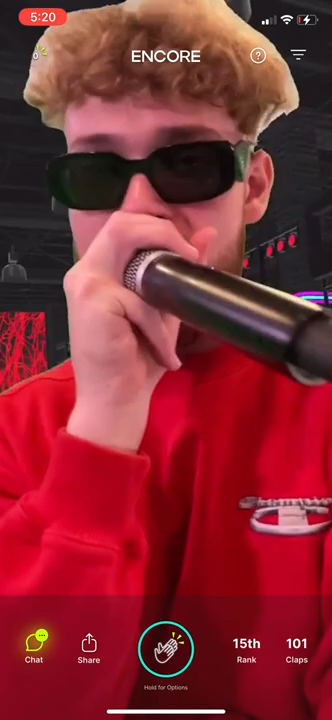 5:20
ENCORE
?
Chat
Share
Hold for Options
15th
Rank
101
Claps